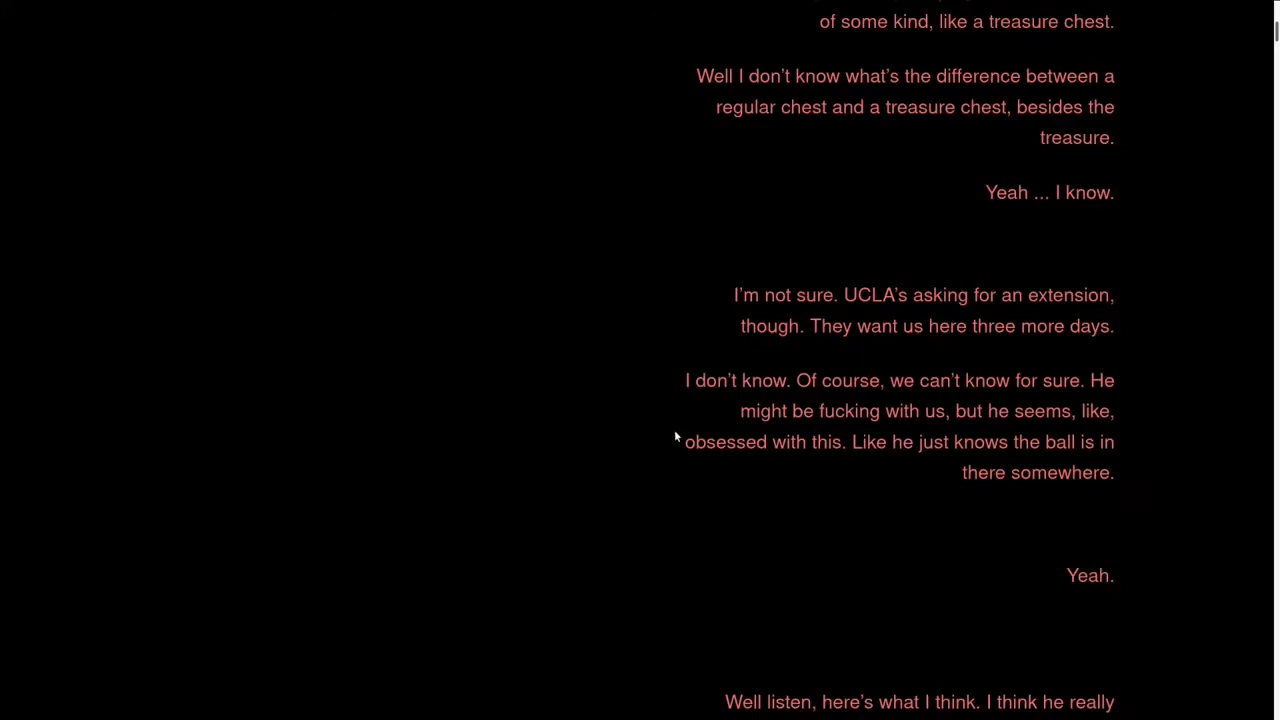 of some kind, like a treasure chest.
Well I don’t know what’s the difference between a
regular chest and a treasure chest, besides the
treasure.
Yeah ... I know.
I’m not sure. UCLA’s asking for an extension,
though. They want us here three more days.
I don’t know. Of course, we can’t know for sure. He
might be fucking with us, but he seems, like,
obsessed with this. Like he just knows the ball is in
there somewhere.
Yeah.
Well listen, here’s what I think. I think he really